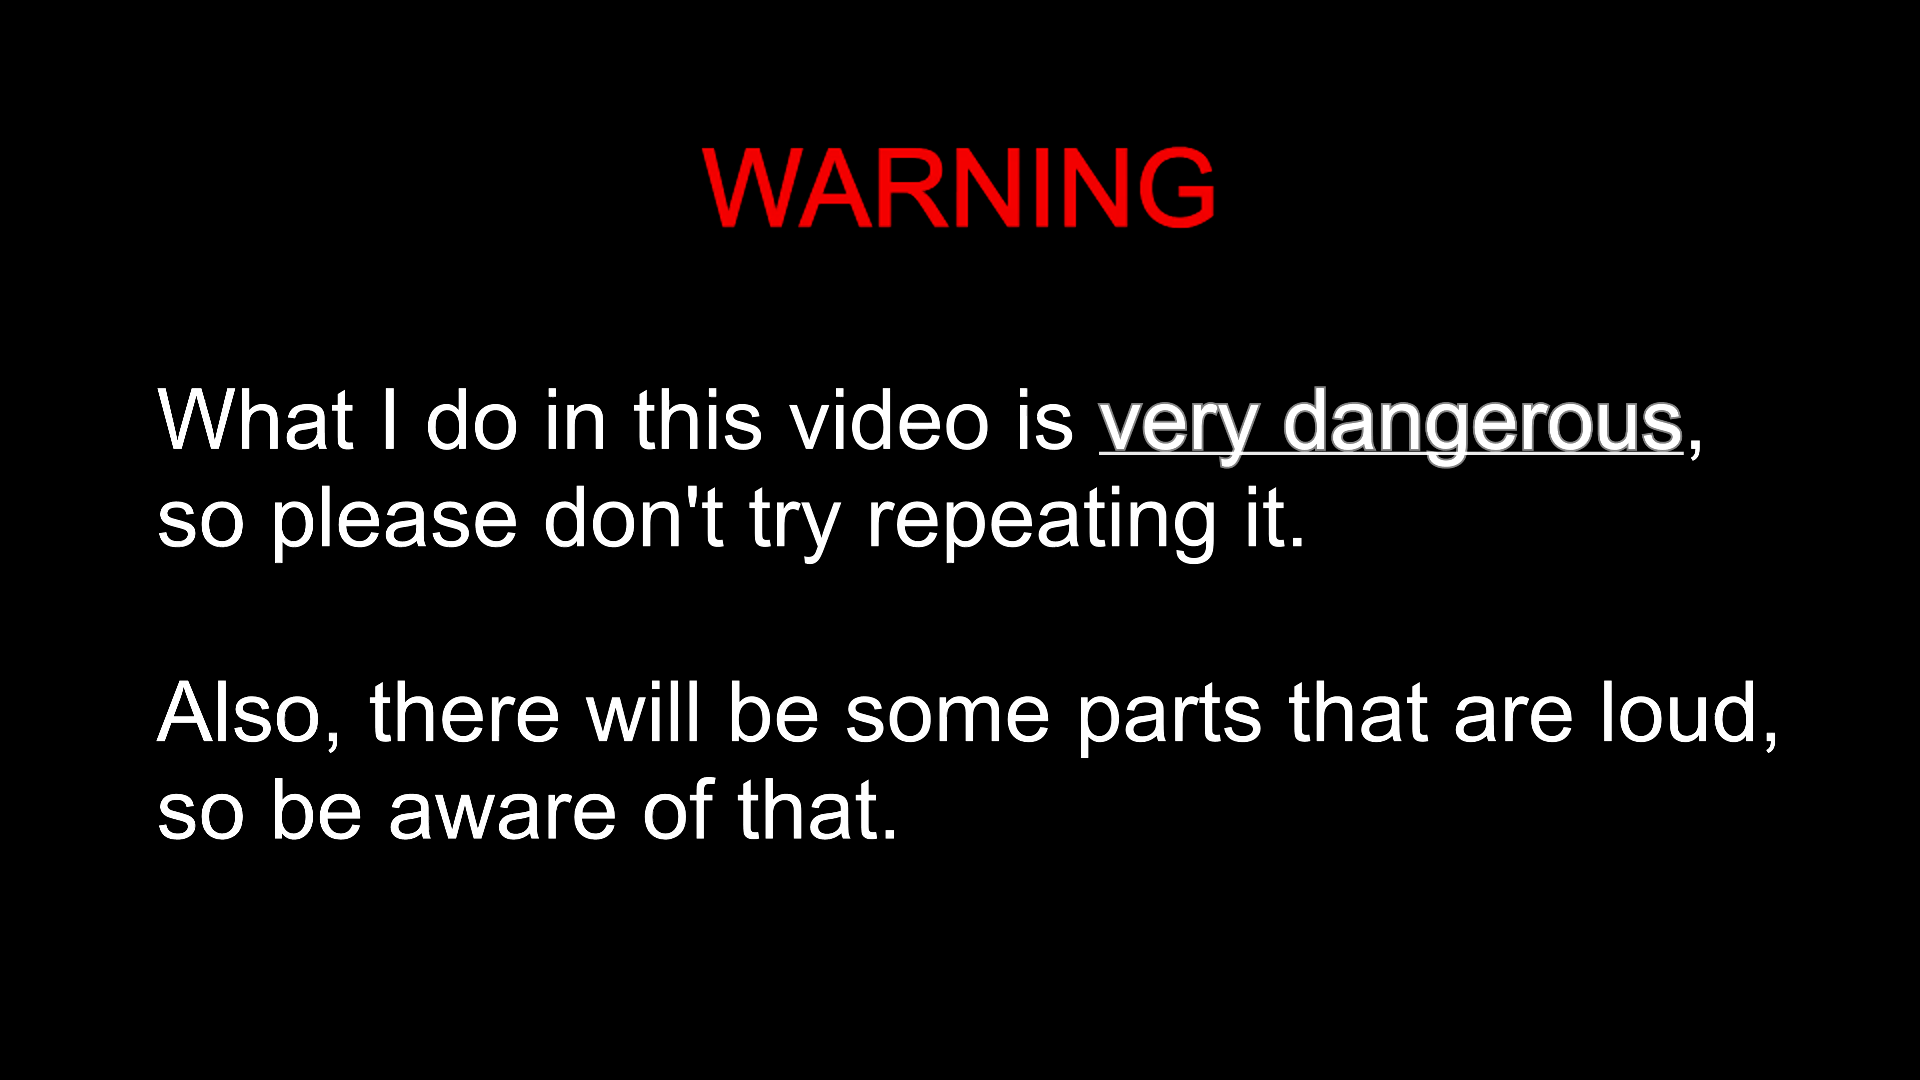 WARNING
What I do in this video is very dangerous,
so please don't try repeating it.
Also, there will be some parts that are loud,
so be aware of that.